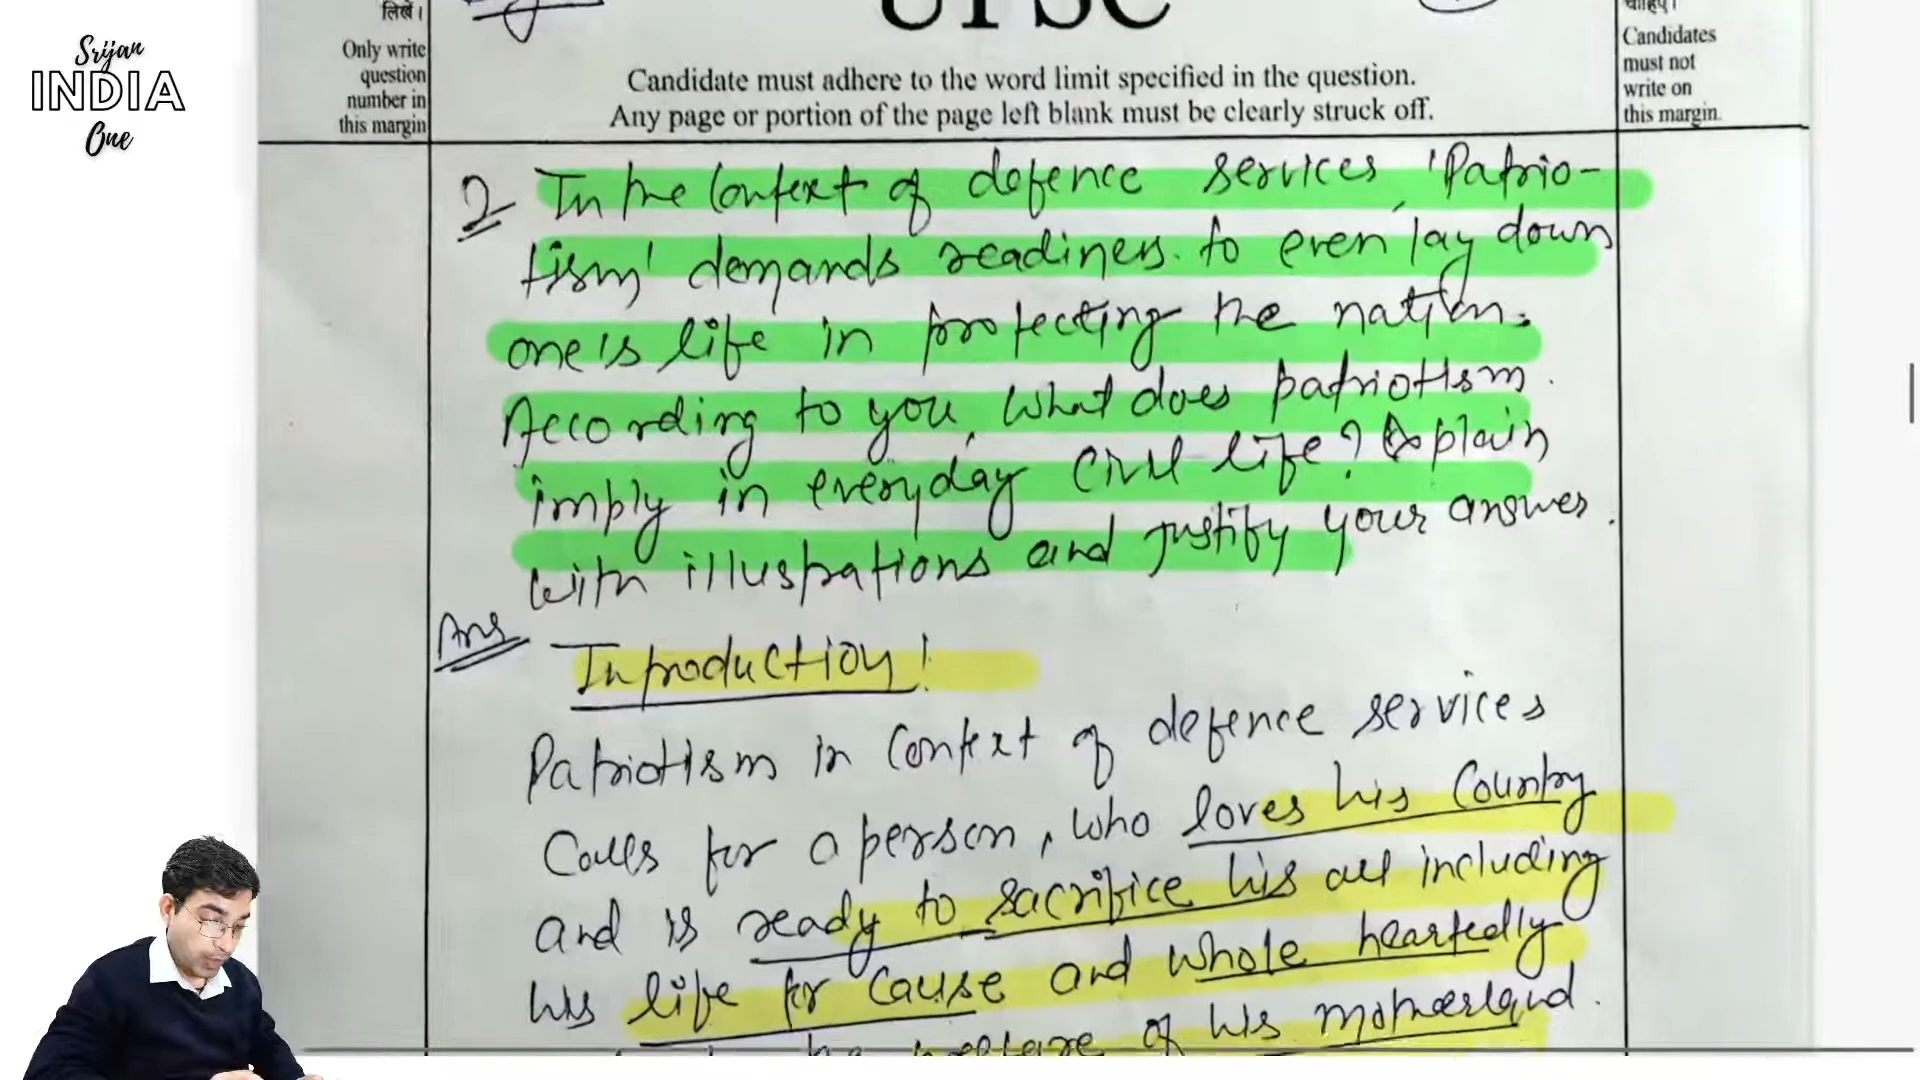 Srijan
INDIA
One
लिखें।
Only write
question
number in
this margin
UPSC
Candidate must adhere to the word limit specified in the question.
Any page or portion of the page left blank must be clearly struck off.
चाहिए।
Candidates
must not
write on
this margin.
2 In the Context of defence services, 'Patrio-
tism' demands readiness to even lay down
one's life in protecting the nation.
According to you, what does patriotism
imply in everyday civil life? Explain
with illustrations and justify your answer.
Ans
Introduction!
Patriotism in Context of defence services
Calls for a person, who loves his Country
and is ready to sacrifice his all including
his life for cause and whole heartedly
welfare of his motherland.